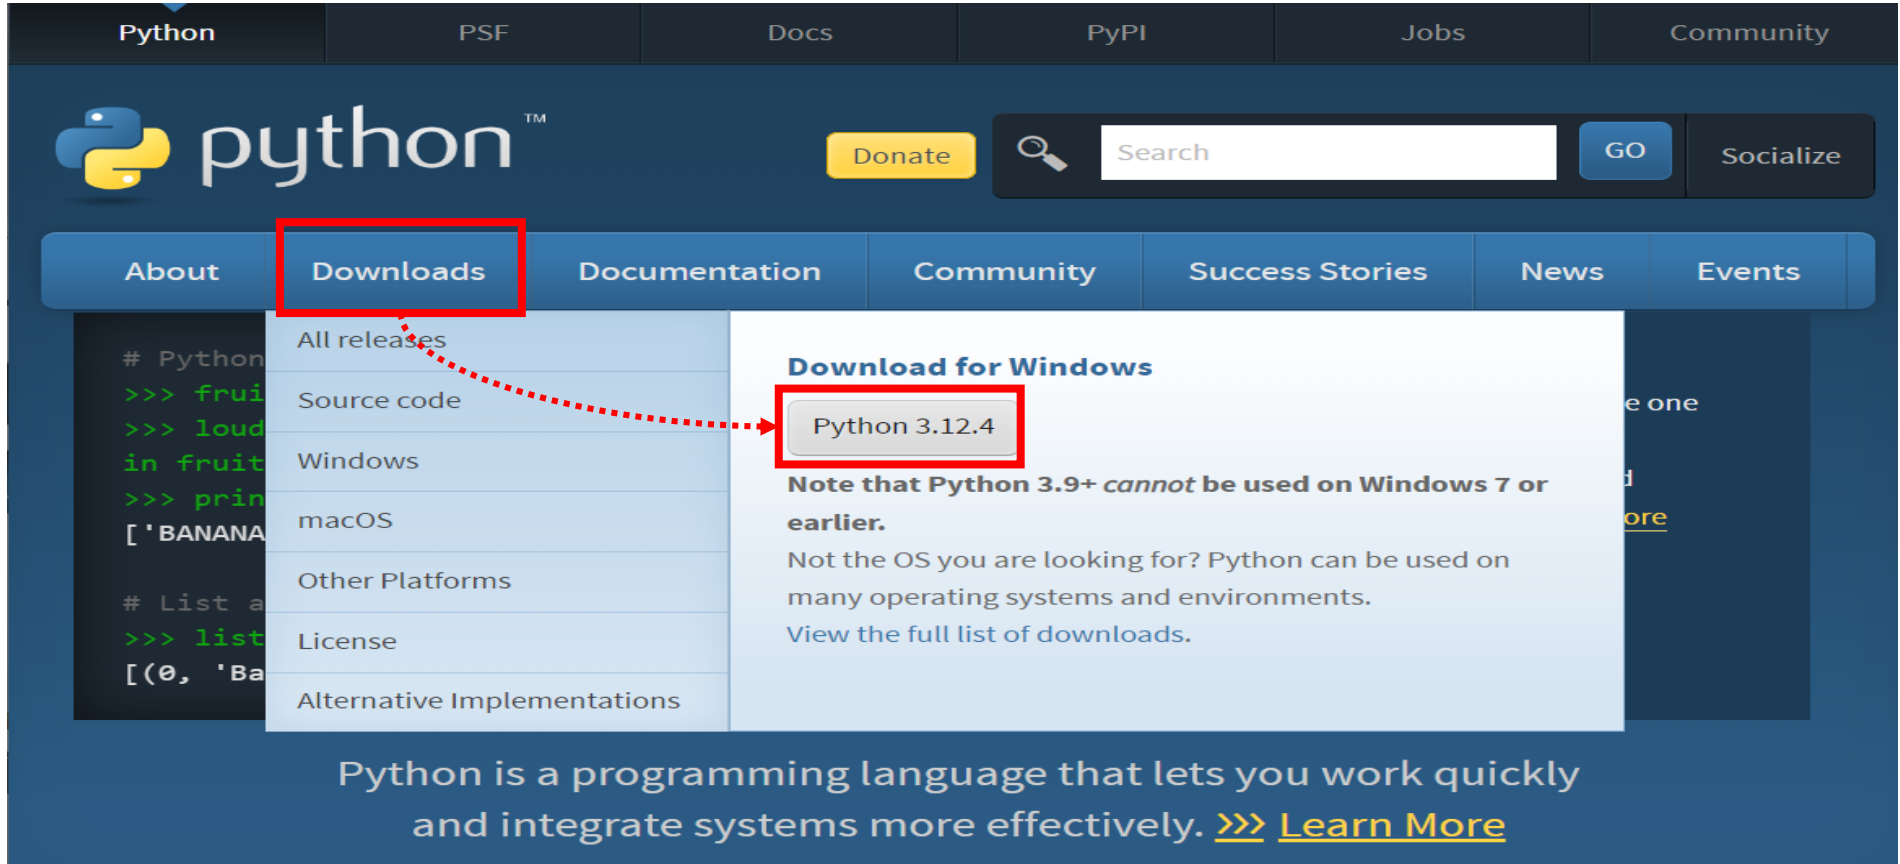 Python PSF Docs PyPI Jobs Community
python™
Donate Search GO Socialize
About Downloads Documentation Community Success Stories News Events
All releases
Source code
Windows
macOS
Other Platforms
License
Alternative Implementations
Download for Windows
Python 3.12.4
Note that Python 3.9+ cannot be used on Windows 7 or
earlier.
Not the OS you are looking for? Python can be used on
many operating systems and environments.
View the full list of downloads.
# Python
>>> frui
>>> loud
in fruit
>>> prin
['BANANA
# List a
>>> list
[(0, 'Ba
e one
d
ore
Python is a programming language that lets you work quickly
and integrate systems more effectively. >>> Learn More